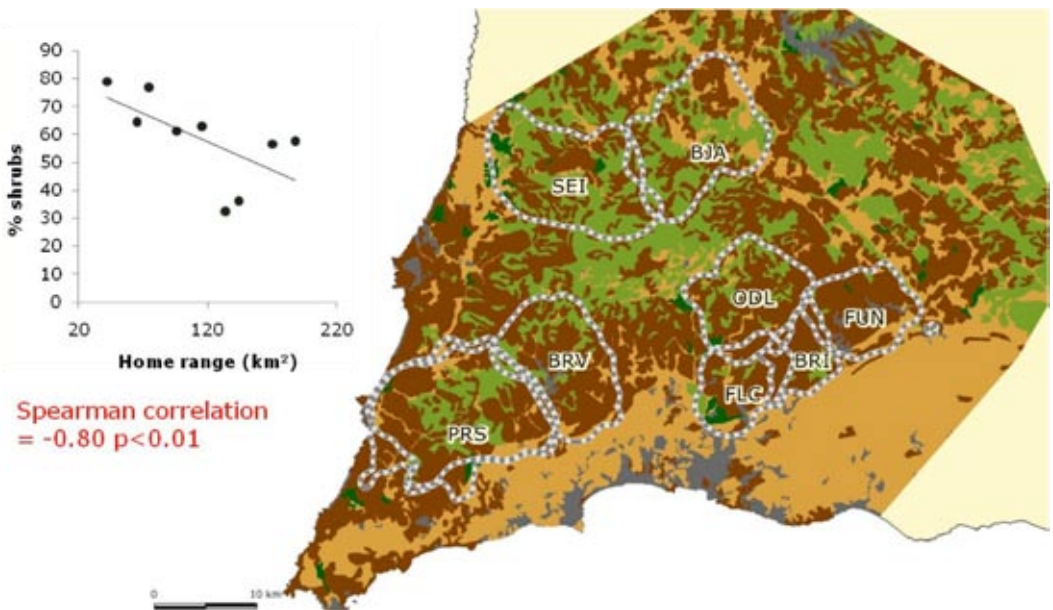 90
80
70
60
50
40
30
20
10
0
% shrubs
20 120 220
Home range (km²)
Spearman correlation
= -0.80 p<0.01
BJA
SEI
ODL
FUN
BRV
BRI
FLC
PRS
0 10 km